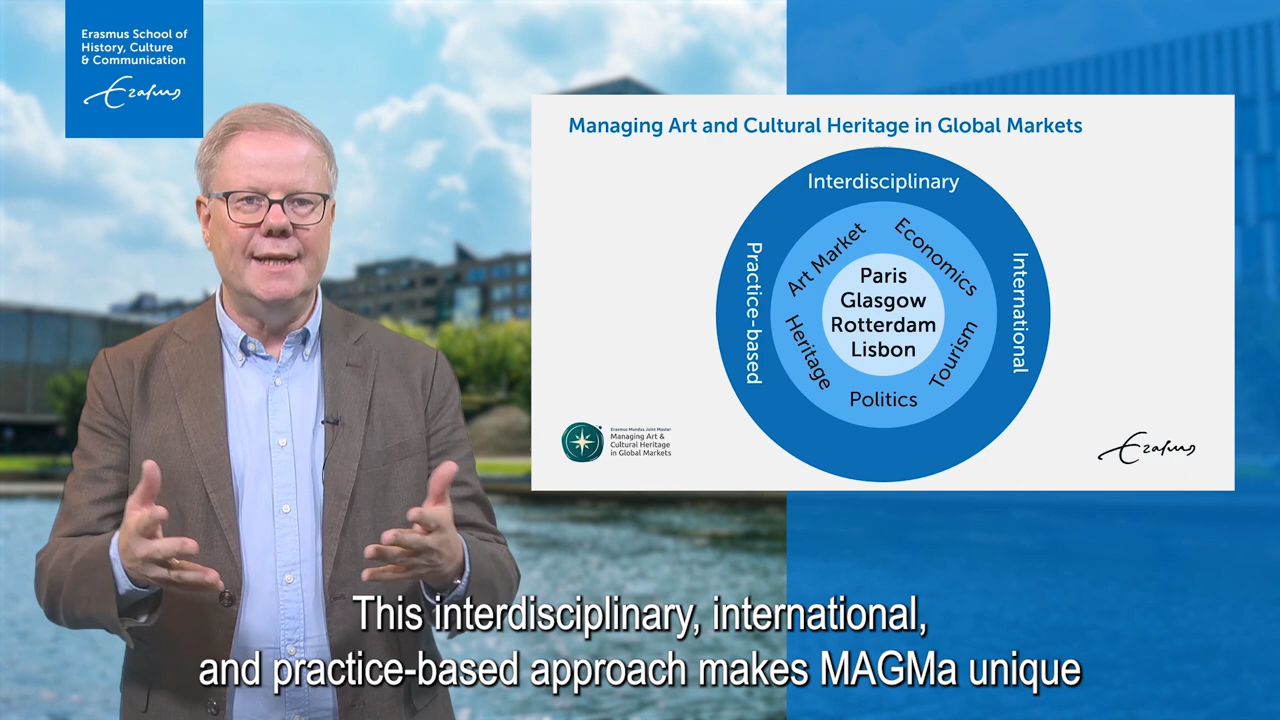 Erasmus School of
History, Culture
& Communication
Erasmus
Managing Art and Cultural Heritage in Global Markets
Interdisciplinary
Practice-based
International
Art Market
Economics
Heritage
Tourism
Politics
Paris
Glasgow
Rotterdam
Lisbon
Erasmus Mundus Joint Master
Managing Art &
Cultural Heritage
in Global Markets
Erasmus
This interdisciplinary, international,
and practice-based approach makes MAGMa unique